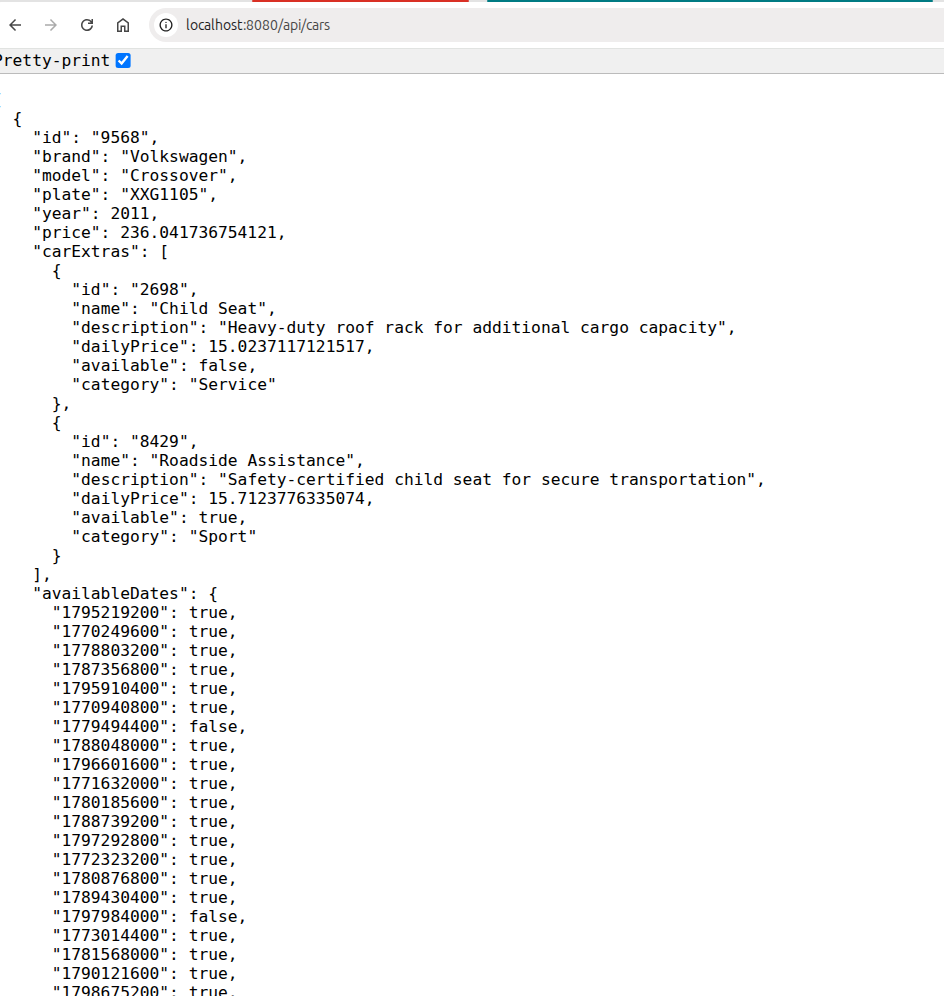 localhost:8080/api/cars
Pretty-print
[
  {
    "id": "9568",
    "brand": "Volkswagen",
    "model": "Crossover",
    "plate": "XXG1105",
    "year": 2011,
    "price": 236.041736754121,
    "carExtras": [
      {
        "id": "2698",
        "name": "Child Seat",
        "description": "Heavy-duty roof rack for additional cargo capacity",
        "dailyPrice": 15.0237117121517,
        "available": false,
        "category": "Service"
      },
      {
        "id": "8429",
        "name": "Roadside Assistance",
        "description": "Safety-certified child seat for secure transportation",
        "dailyPrice": 15.7123776335074,
        "available": true,
        "category": "Sport"
      }
    ],
    "availableDates": {
      "1795219200": true,
      "1770249600": true,
      "1778803200": true,
      "1787356800": true,
      "1795910400": true,
      "1770940800": true,
      "1779494400": false,
      "1788048000": true,
      "1796601600": true,
      "1771632000": true,
      "1780185600": true,
      "1788739200": true,
      "1797292800": true,
      "1772323200": true,
      "1780876800": true,
      "1789430400": true,
      "1797984000": false,
      "1773014400": true,
      "1781568000": true,
      "1790121600": true,
      "1798675200": true,